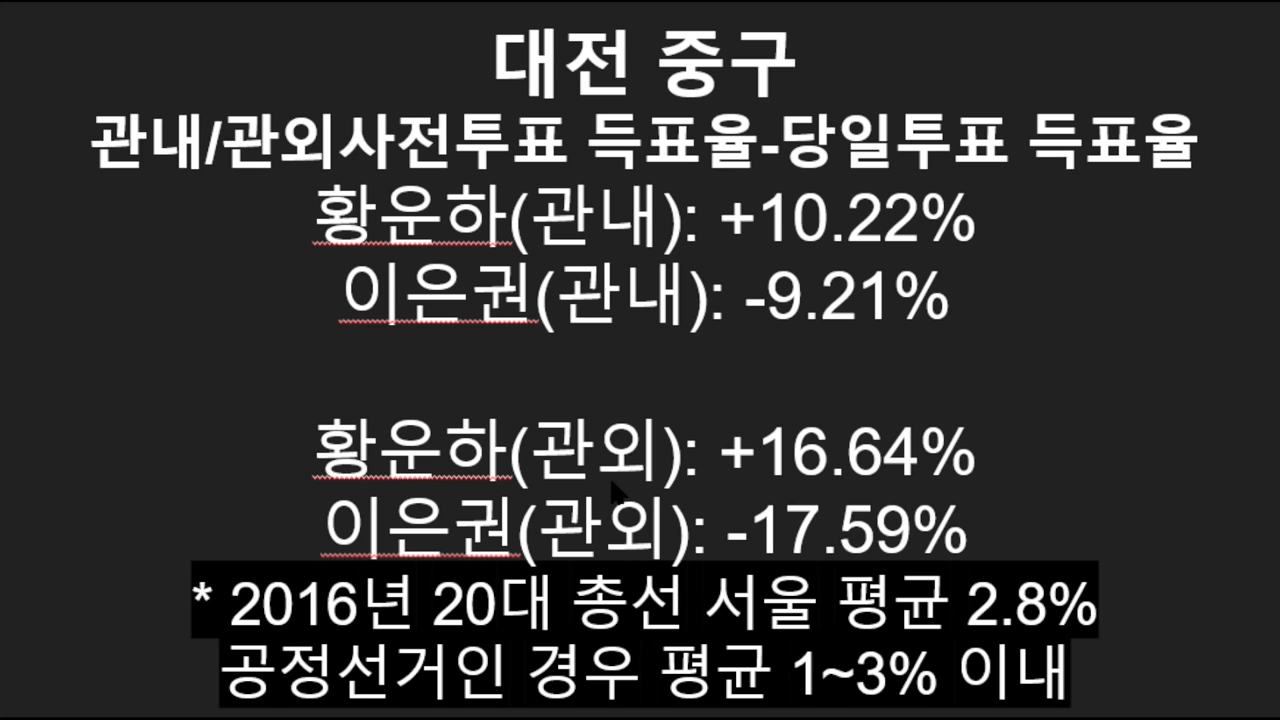 대전 중구
관내/관외사전투표 득표율-당일투표 득표율
황운하(관내): +10.22%
이은권(관내): -9.21%
황운하(관외): +16.64%
이은권(관외): -17.59%
* 2016년 20대 총선 서울 평균 2.8%
공정선거인 경우 평균 1~3% 이내